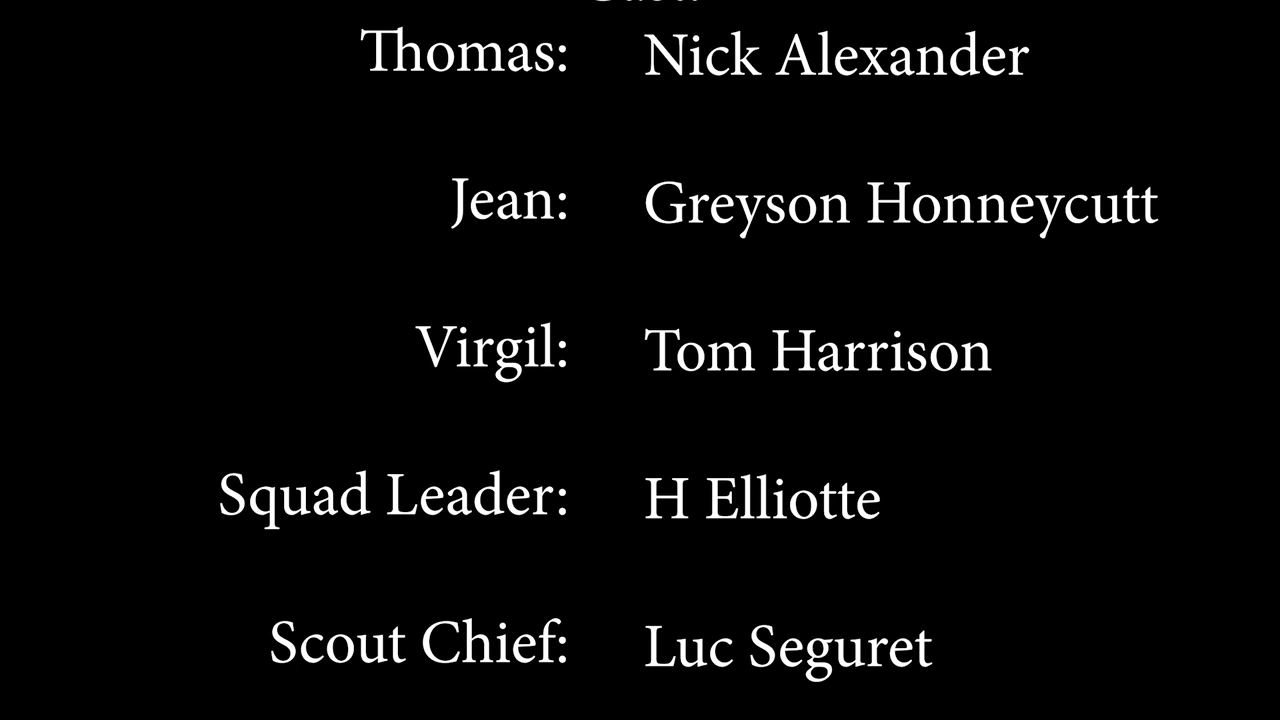 Thomas: Nick Alexander
Jean: Greyson Honneycutt
Virgil: Tom Harrison
Squad Leader: H Elliotte
Scout Chief: Luc Seguret